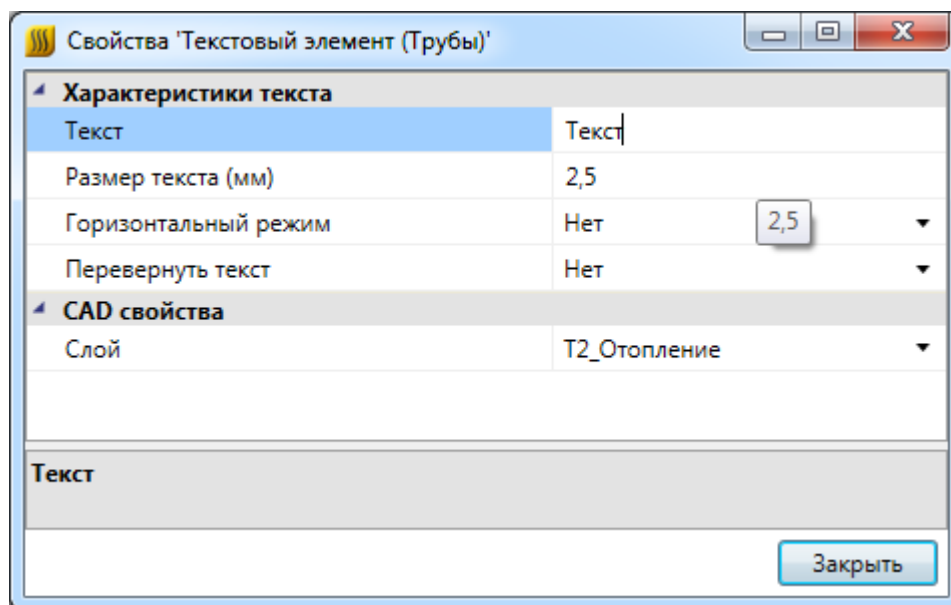 Свойства 'Текстовый элемент (Трубы)'
Характеристики текста
Текст Текст
Размер текста (мм) 2,5
Горизонтальный режим Нет 2,5
Перевернуть текст Нет
CAD свойства
Слой Т2_Отопление
Текст
Закрыть